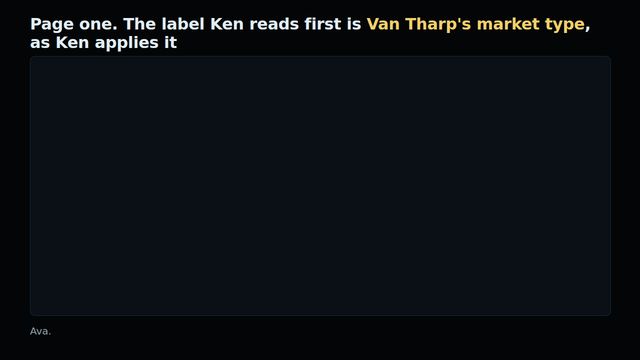 Page one. The label Ken reads first is Van Tharp's market type,
as Ken applies it
Ava.